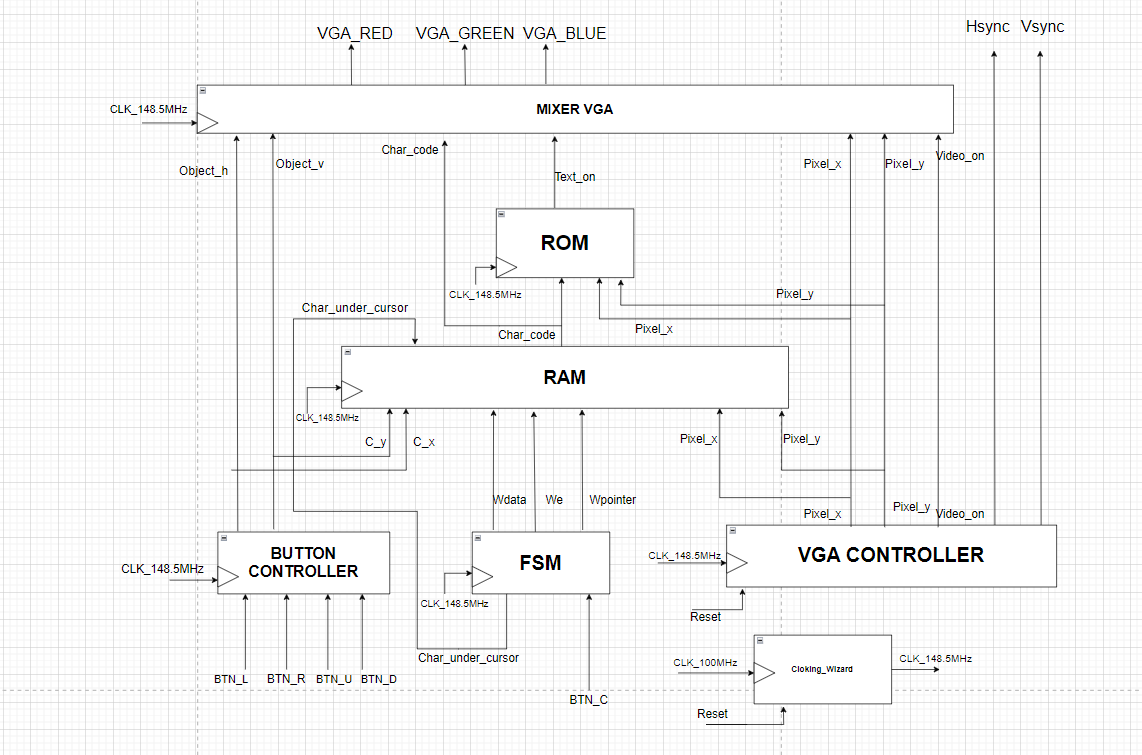 Hsync Vsync
VGA_RED VGA_GREEN VGA_BLUE
CLK_148.5MHz
MIXER VGA
Char_code
Object_h
Object_v
Text_on
Pixel_x
Pixel_y
Video_on
ROM
CLK_148.5MHz
Pixel_y
Char_under_cursor
Char_code
Pixel_x
RAM
CLK_148.5MHz
C_y
C_x
Pixel_x
Pixel_y
Wdata
We
Wpointer
Pixel_x
Pixel_y
Video_on
CLK_148.5MHz
BUTTON
CONTROLLER
FSM
CLK_148.5MHz
CLK_148.5MHz
VGA CONTROLLER
Reset
Char_under_cursor
BTN_L
BTN_R
BTN_U
BTN_D
BTN_C
CLK_100MHz
Cloking_Wizard
CLK_148.5MHz
Reset